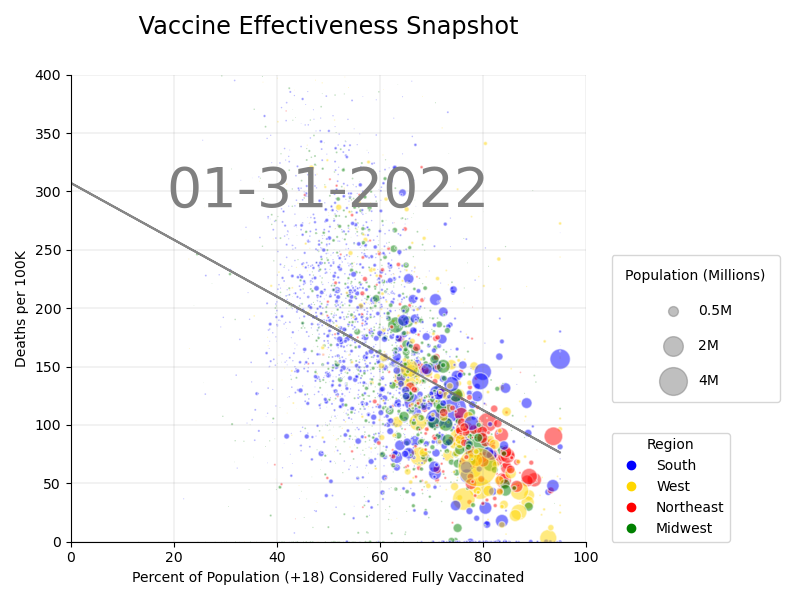 Vaccine Effectiveness Snapshot
400
350
300
250
200
150
100
50
0
Deaths per 100K
01-31-2022
0 20 40 60 80 100
Percent of Population (+18) Considered Fully Vaccinated
Population (Millions)
0.5M
2M
4M
Region
South
West
Northeast
Midwest